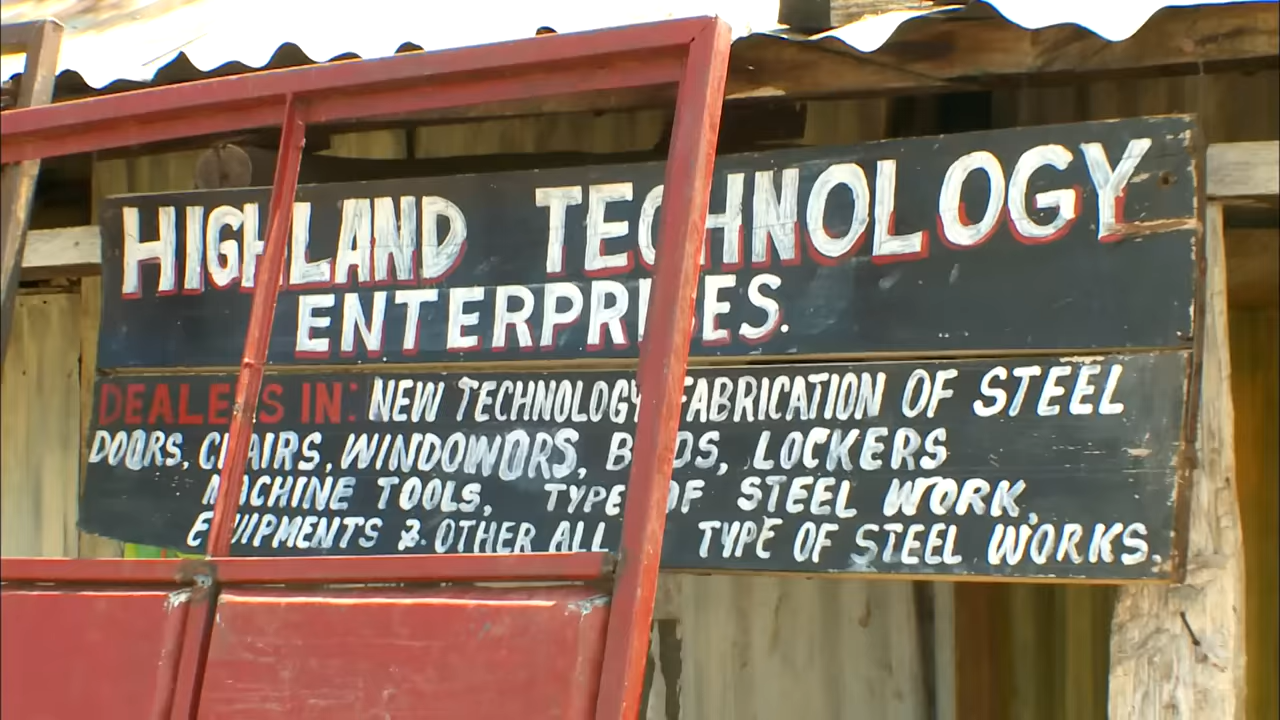 HIGHLAND TECHNOLOGY
ENTERPRISES.
DEALERS IN: NEW TECHNOLOGY FABRICATION OF STEEL
DOORS, CHAIRS, WINDOWDORS, BEDS, LOCKERS
MACHINE TOOLS, TYPE OF STEEL WORK,
EQUIPMENTS & OTHER ALL TYPE OF STEEL WORKS.